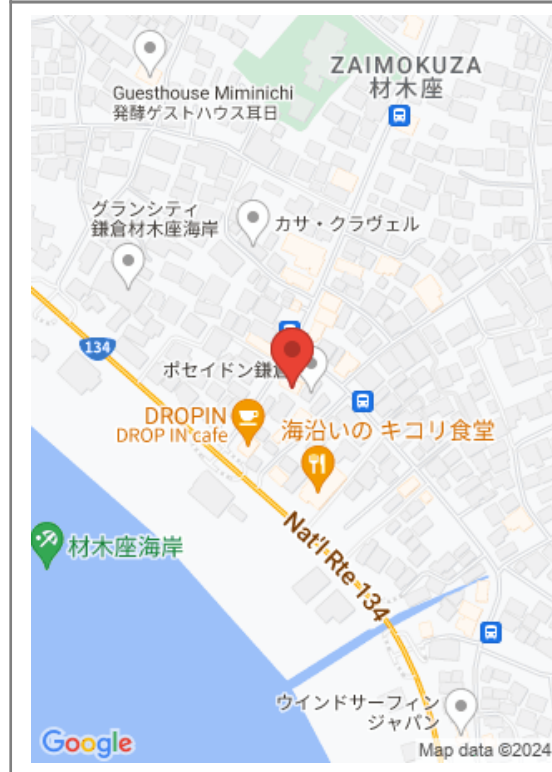 ZAIMOKUZA
材木座
Guesthouse Miminichi
発酵ゲストハウス耳日
グランシティ
鎌倉材木座海岸
カサ・クラヴェル
134
ポセイドン鎌倉
DROPIN
DROP IN cafe
海沿いの キコリ食堂
Nat'l Rte 134
材木座海岸
ウインドサーフィン
ジャパン
Google
Map data ©2024